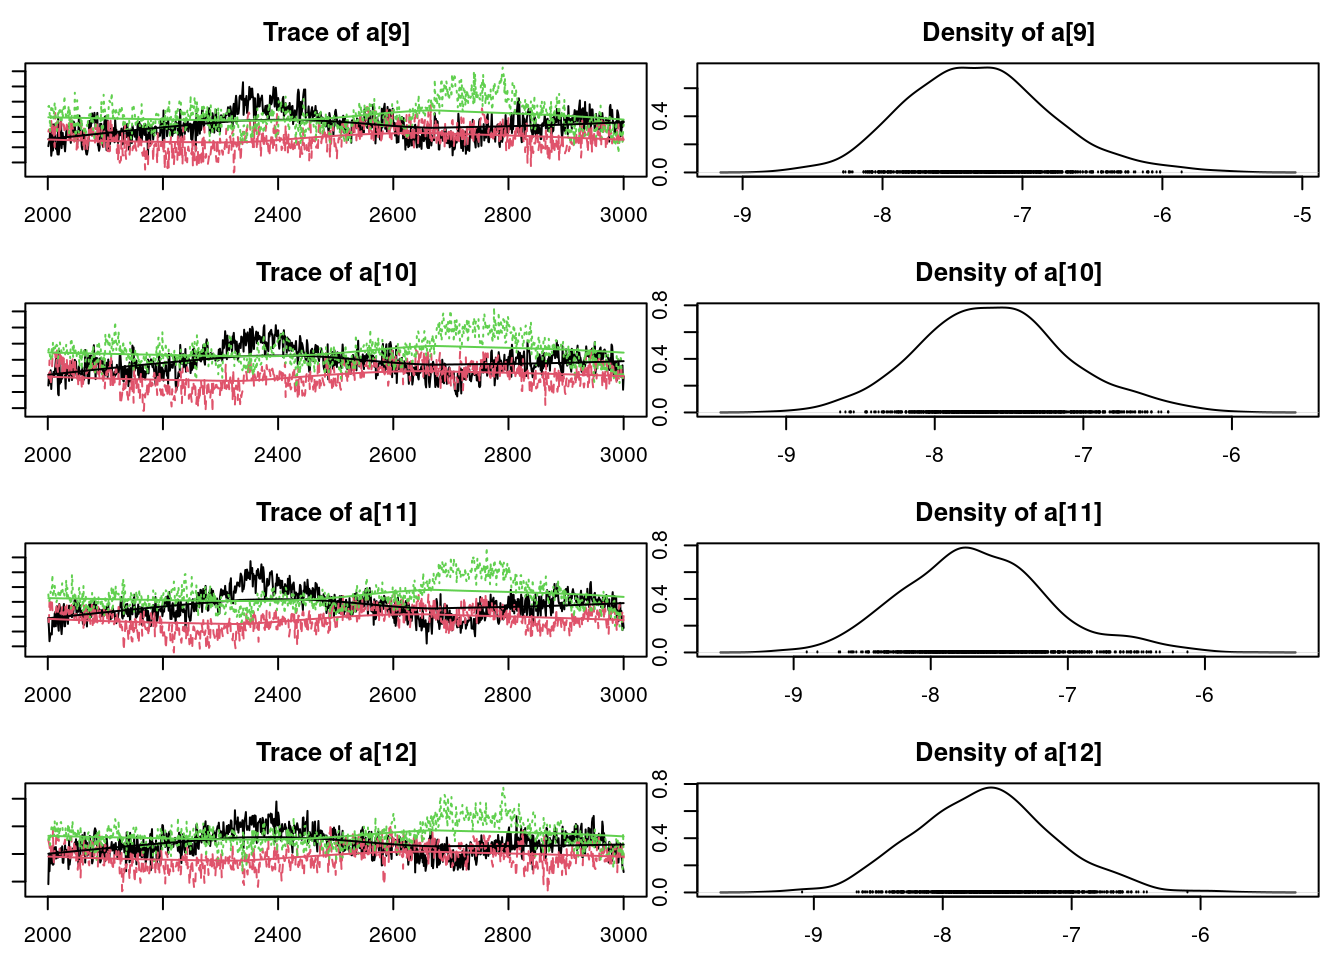 Trace of a[9]
2000 2200 2400 2600 2800 3000
Density of a[9]
0.0 0.4
-9 -8 -7 -6 -5
Trace of a[10]
2000 2200 2400 2600 2800 3000
Density of a[10]
0.0 0.4 0.8
-9 -8 -7 -6
Trace of a[11]
2000 2200 2400 2600 2800 3000
Density of a[11]
0.0 0.4 0.8
-9 -8 -7 -6
Trace of a[12]
2000 2200 2400 2600 2800 3000
Density of a[12]
0.0 0.4 0.8
-9 -8 -7 -6